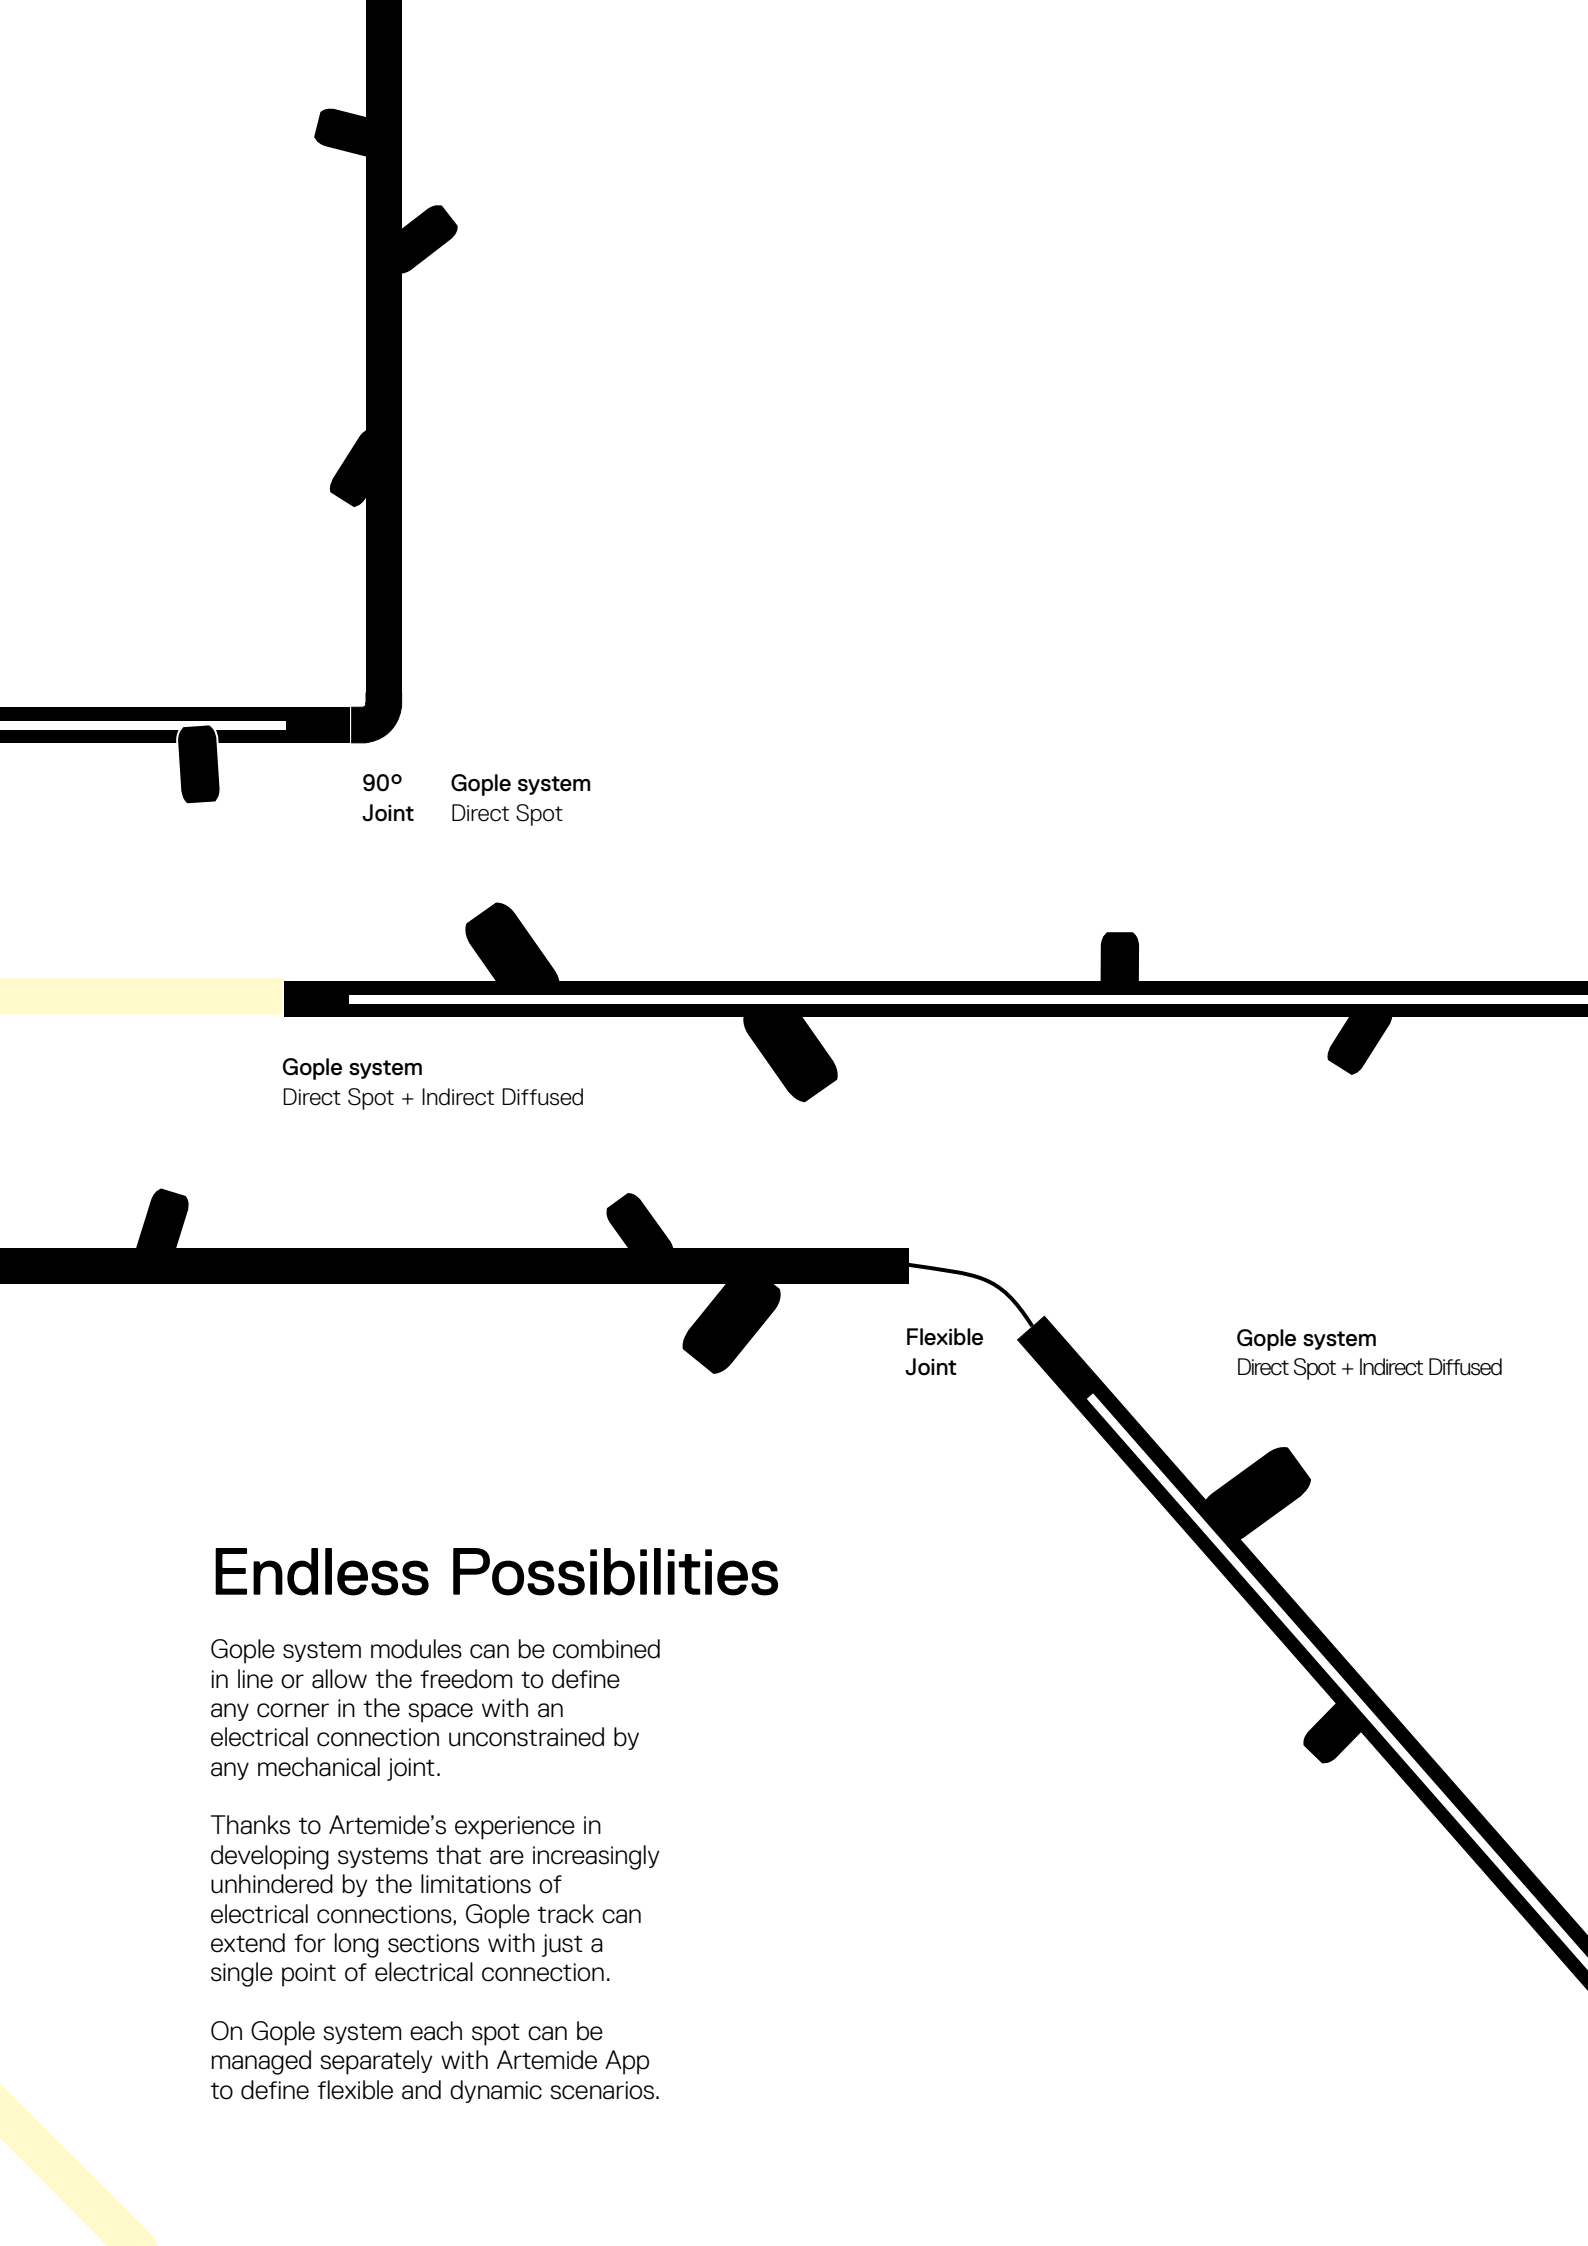 90°
Joint
Gople system
Direct Spot
Gople system
Direct Spot + Indirect Diffused
Flexible
Joint
Gople system
Direct Spot + Indirect Diffused
Endless Possibilities
Gople system modules can be combined
in line or allow the freedom to define
any corner in the space with an
electrical connection unconstrained by
any mechanical joint.
Thanks to Artemide’s experience in
developing systems that are increasingly
unhindered by the limitations of
electrical connections, Gople track can
extend for long sections with just a
single point of electrical connection.
On Gople system each spot can be
managed separately with Artemide App
to define flexible and dynamic scenarios.